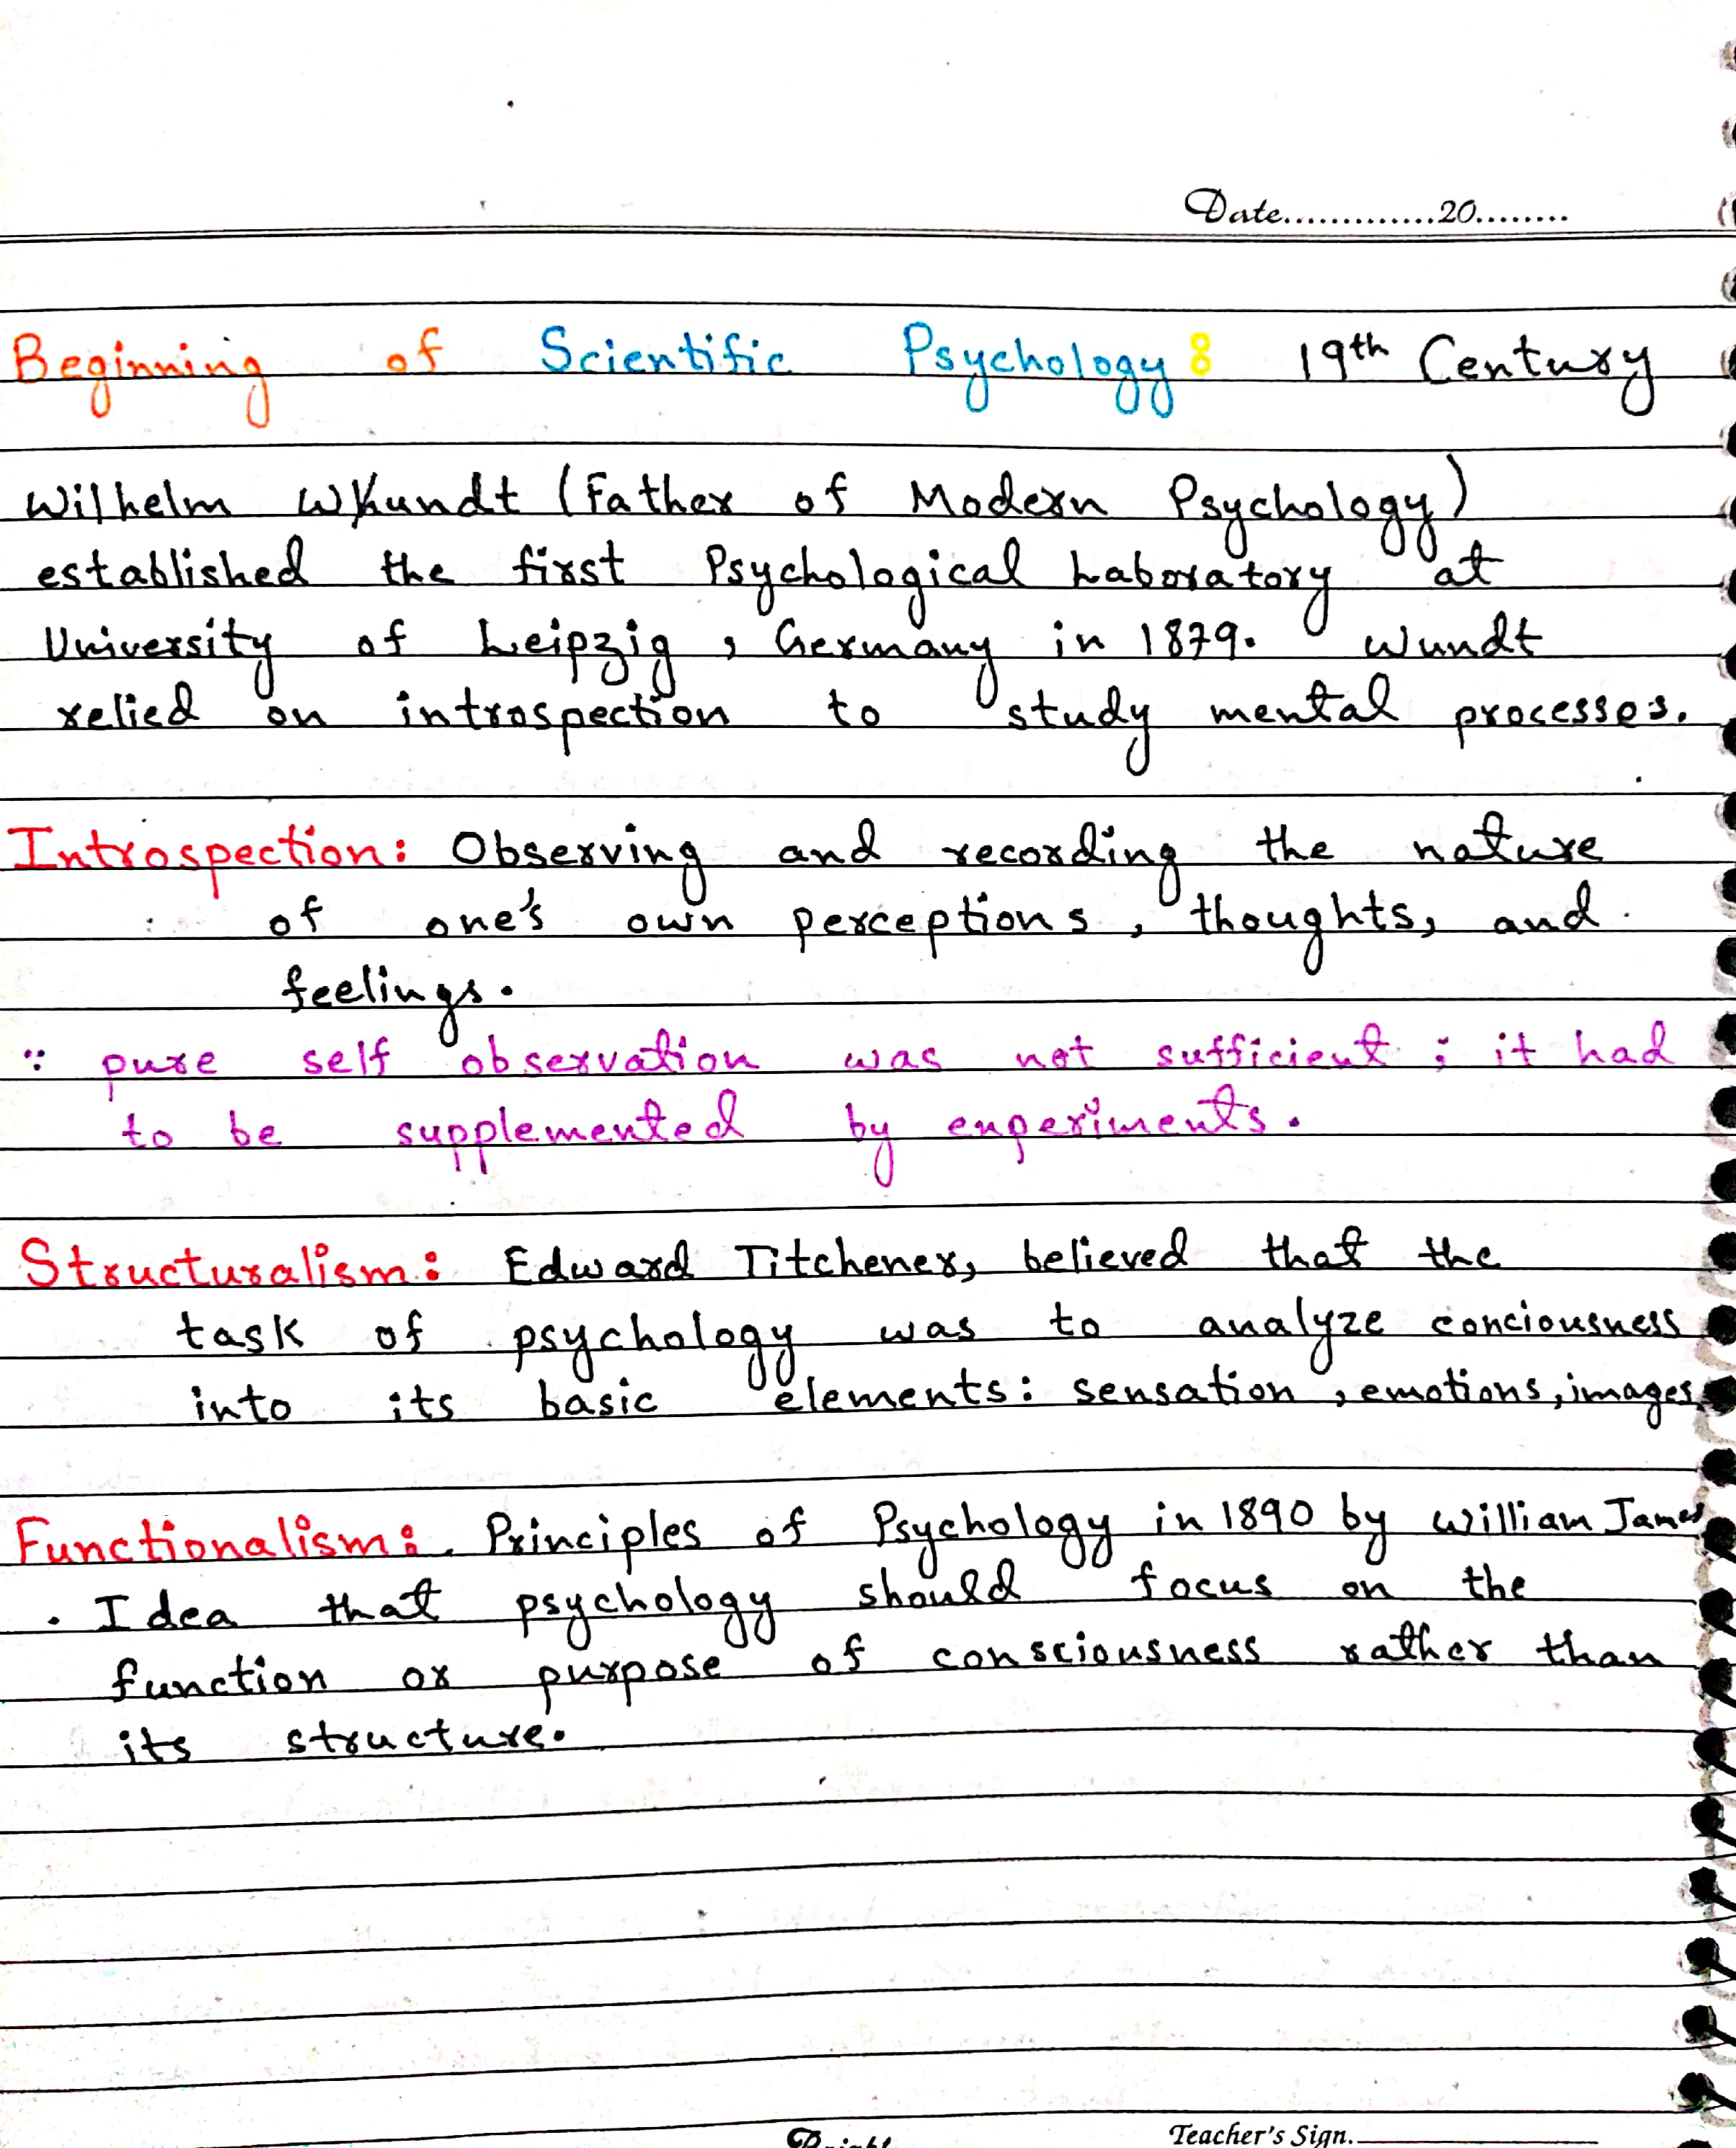 Date..............20.........
Beginning of Scientific Psychology: 19th Century
Wilhelm Wundt (Father of Modern Psychology)
established the first Psychological Laboratory at
University of Leipzig, Germany in 1879. Wundt
relied on introspection to study mental processes.
Introspection: Observing and recording the nature
of one's own perceptions, thoughts, and
feelings.
:: pure self observation was not sufficient; it had
to be supplemented by experiments.
Structuralism: Edward Titchener, believed that the
task of psychology was to analyze conciousness
into its basic elements: sensation, emotions, images
Functionalism: Principles of Psychology in 1890 by William James
. Idea that psychology should focus on the
function or purpose of consciousness rather than
its structure.
Bright
Teacher's Sign.